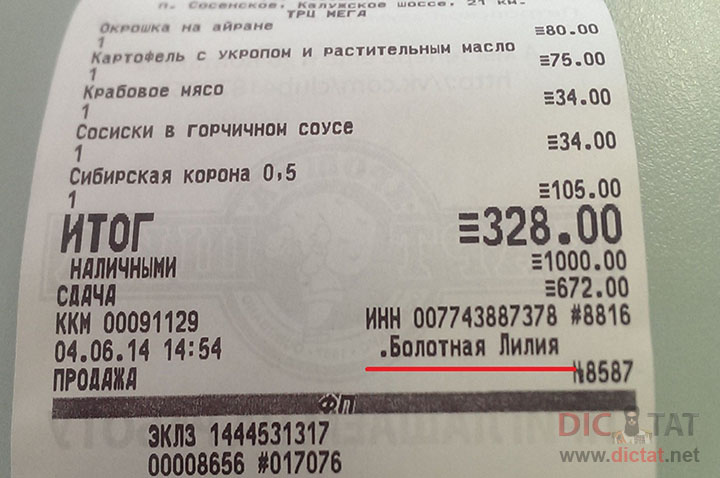 п. Сосенское, Калужское шоссе, 21 км.
ТРЦ МЕГА
Окрошка на айране
1 ≡80.00
Картофель с укропом и растительным масло
1 ≡75.00
Крабовое мясо
1 ≡34.00
Сосиски в горчичном соусе
1 ≡34.00
Сибирская корона 0,5
1 ≡105.00
ИТОГ ≡328.00
НАЛИЧНЫМИ ≡1000.00
СДАЧА ≡672.00
ККМ 00091129 ИНН 007743887378 #8816
04.06.14 14:54 .Болотная Лилия
ПРОДАЖА №8587
ФП
ЭКЛЗ 1444531317
00008656 #017076
DICTAT
www.dictat.net